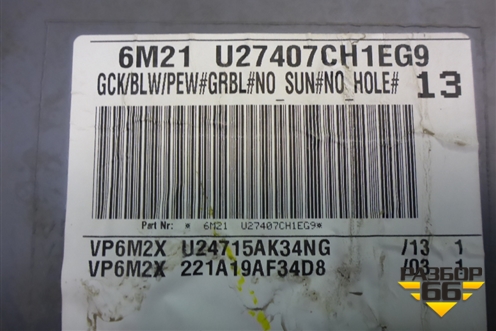 6M21 U27407CH1EG9
GCK/BLW/PEW#GRBL#NO_SUN#NO_HOLE# 13
Part Nr: * 6M21 U27407CH1EG9*
VP6M2X U24715AK34NG /13 1
VP6M2X 221A19AF34D8 /03 1
РАЗБОР
66